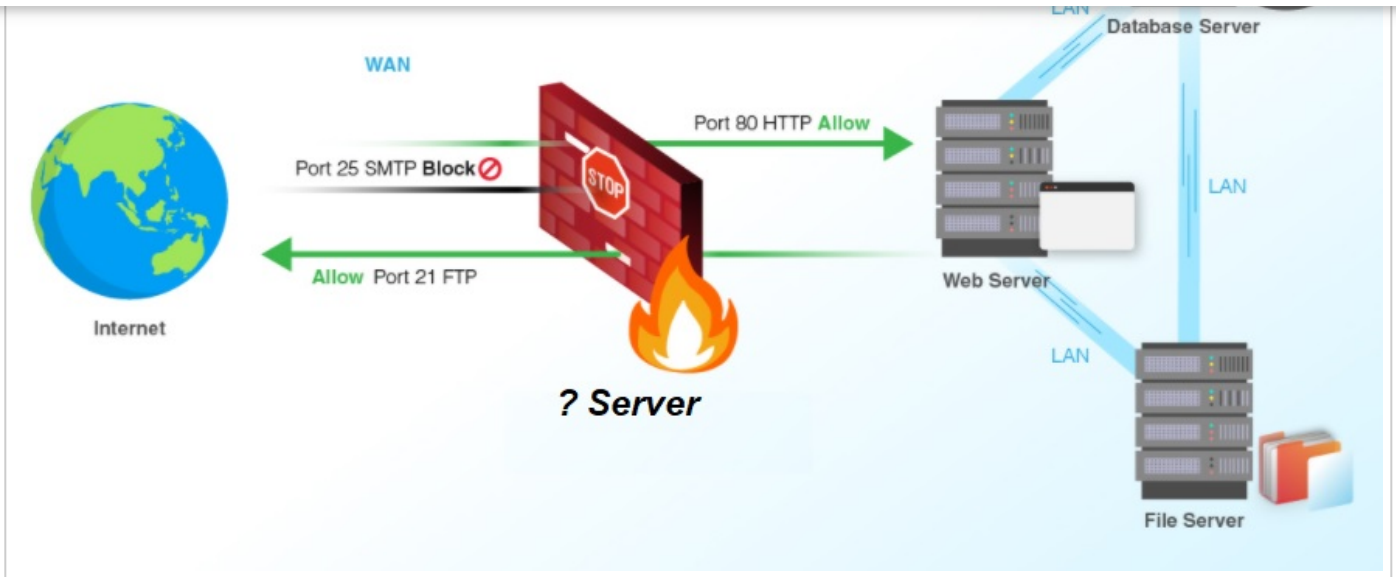 LAN
Database Server
WAN
Port 80 HTTP Allow
Port 25 SMTP Block
STOP
LAN
Allow Port 21 FTP
Web Server
Internet
LAN
? Server
File Server